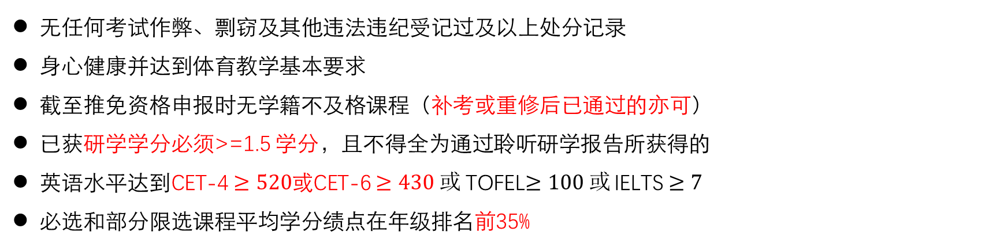 ● 无任何考试作弊、剽窃及其他违法违纪受记过及以上处分记录
● 身心健康并达到体育教学基本要求
● 截至推免资格申报时无学籍不及格课程（补考或重修后已通过的亦可）
● 已获研学学分必须>=1.5 学分，且不得全为通过聆听研学报告所获得的
● 英语水平达到CET-4 ≥ 520或CET-6 ≥ 430 或 TOFEL≥ 100 或 IELTS ≥ 7
● 必选和部分限选课程平均学分绩点在年级排名前35%